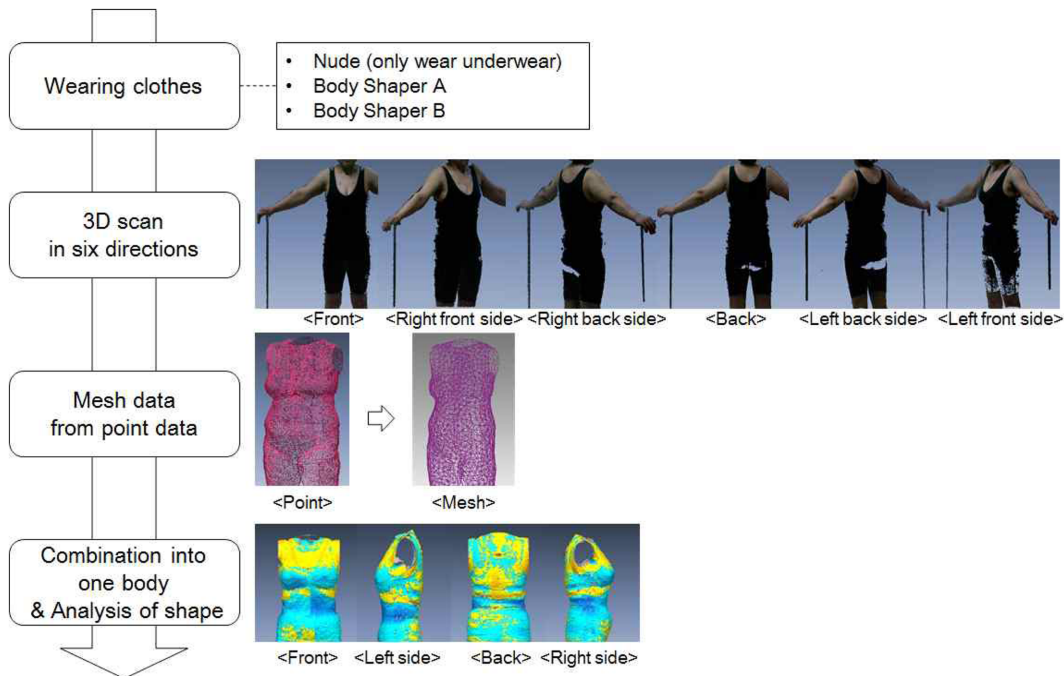 Wearing clothes
• Nude (only wear underwear)
• Body Shaper A
• Body Shaper B
3D scan
in six directions
<Front> <Right front side> <Right back side> <Back> <Left back side> <Left front side>
Mesh data
from point data
<Point> <Mesh>
Combination into
one body
& Analysis of shape
<Front> <Left side> <Back> <Right side>